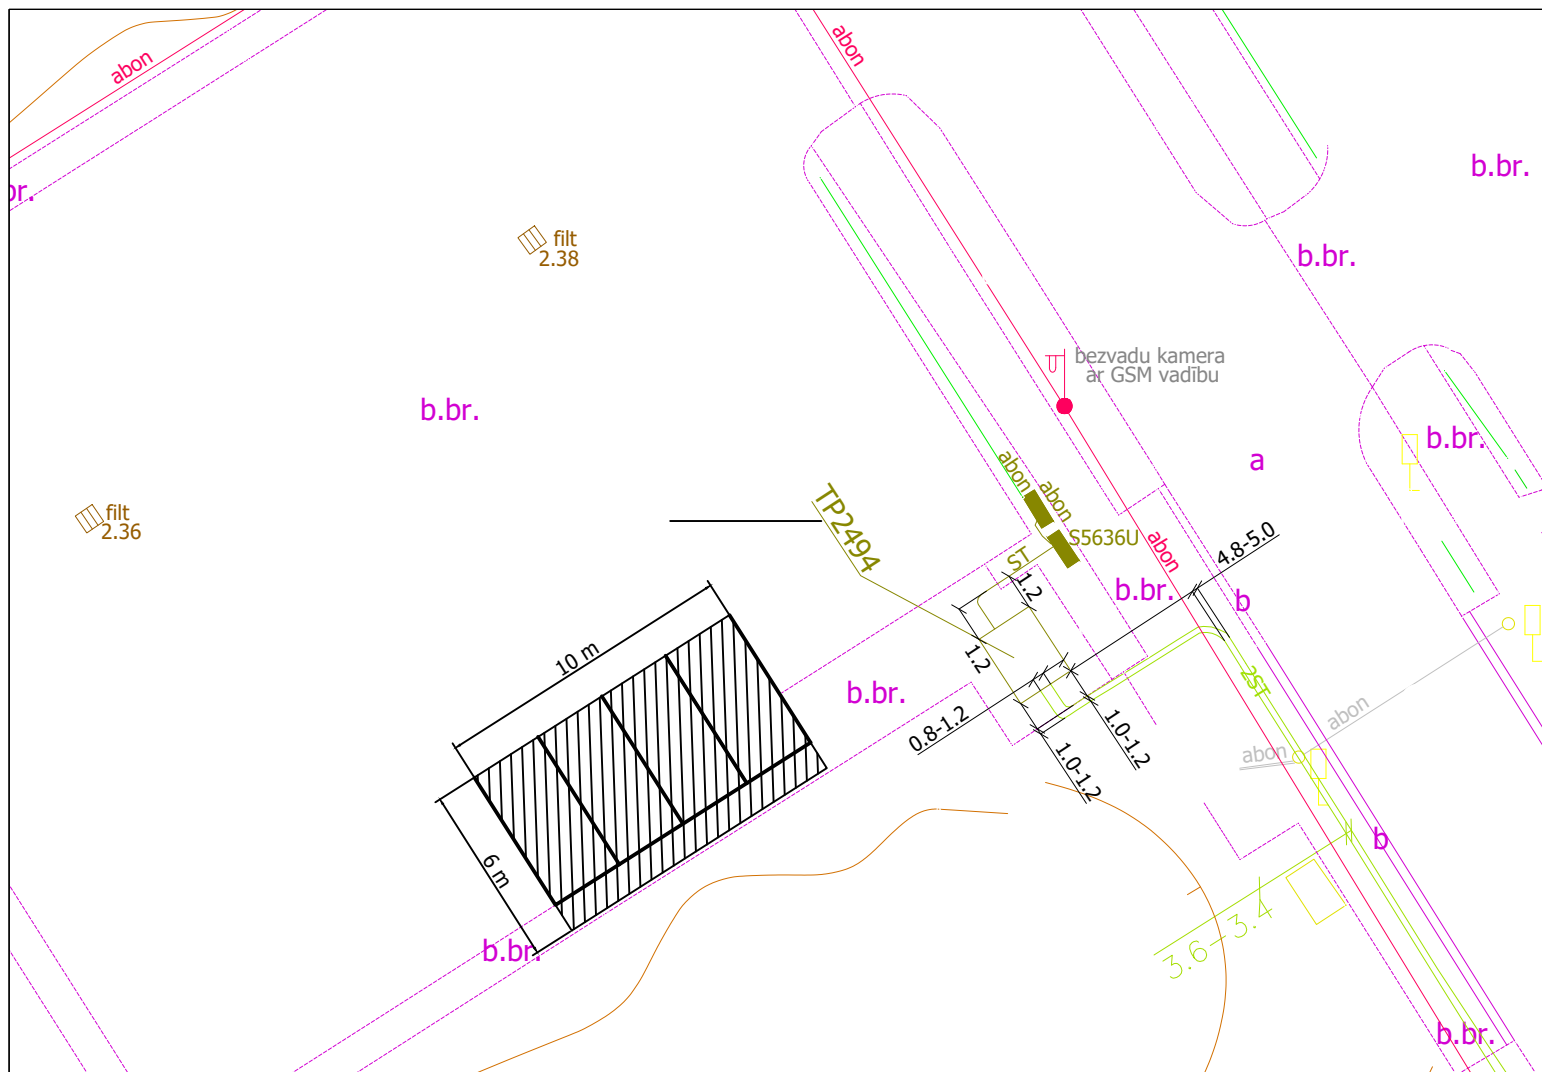 abon
abon
b.br.
br.
filt
2.38
b.br.
bezvadu kamera
ar GSM vadību
b.br.
b.br.
a
abon
abon
TP2494
filt
2.36
S5636U
abon
4.8-5.0
ST
1.2
b.br.
b
10 m
1.2
2ST
b.br.
0.8-1.2
1.0-1.2
abon
1.0-1.2
abon
b
6 m
3.6-3.4
b.br.
b.br.